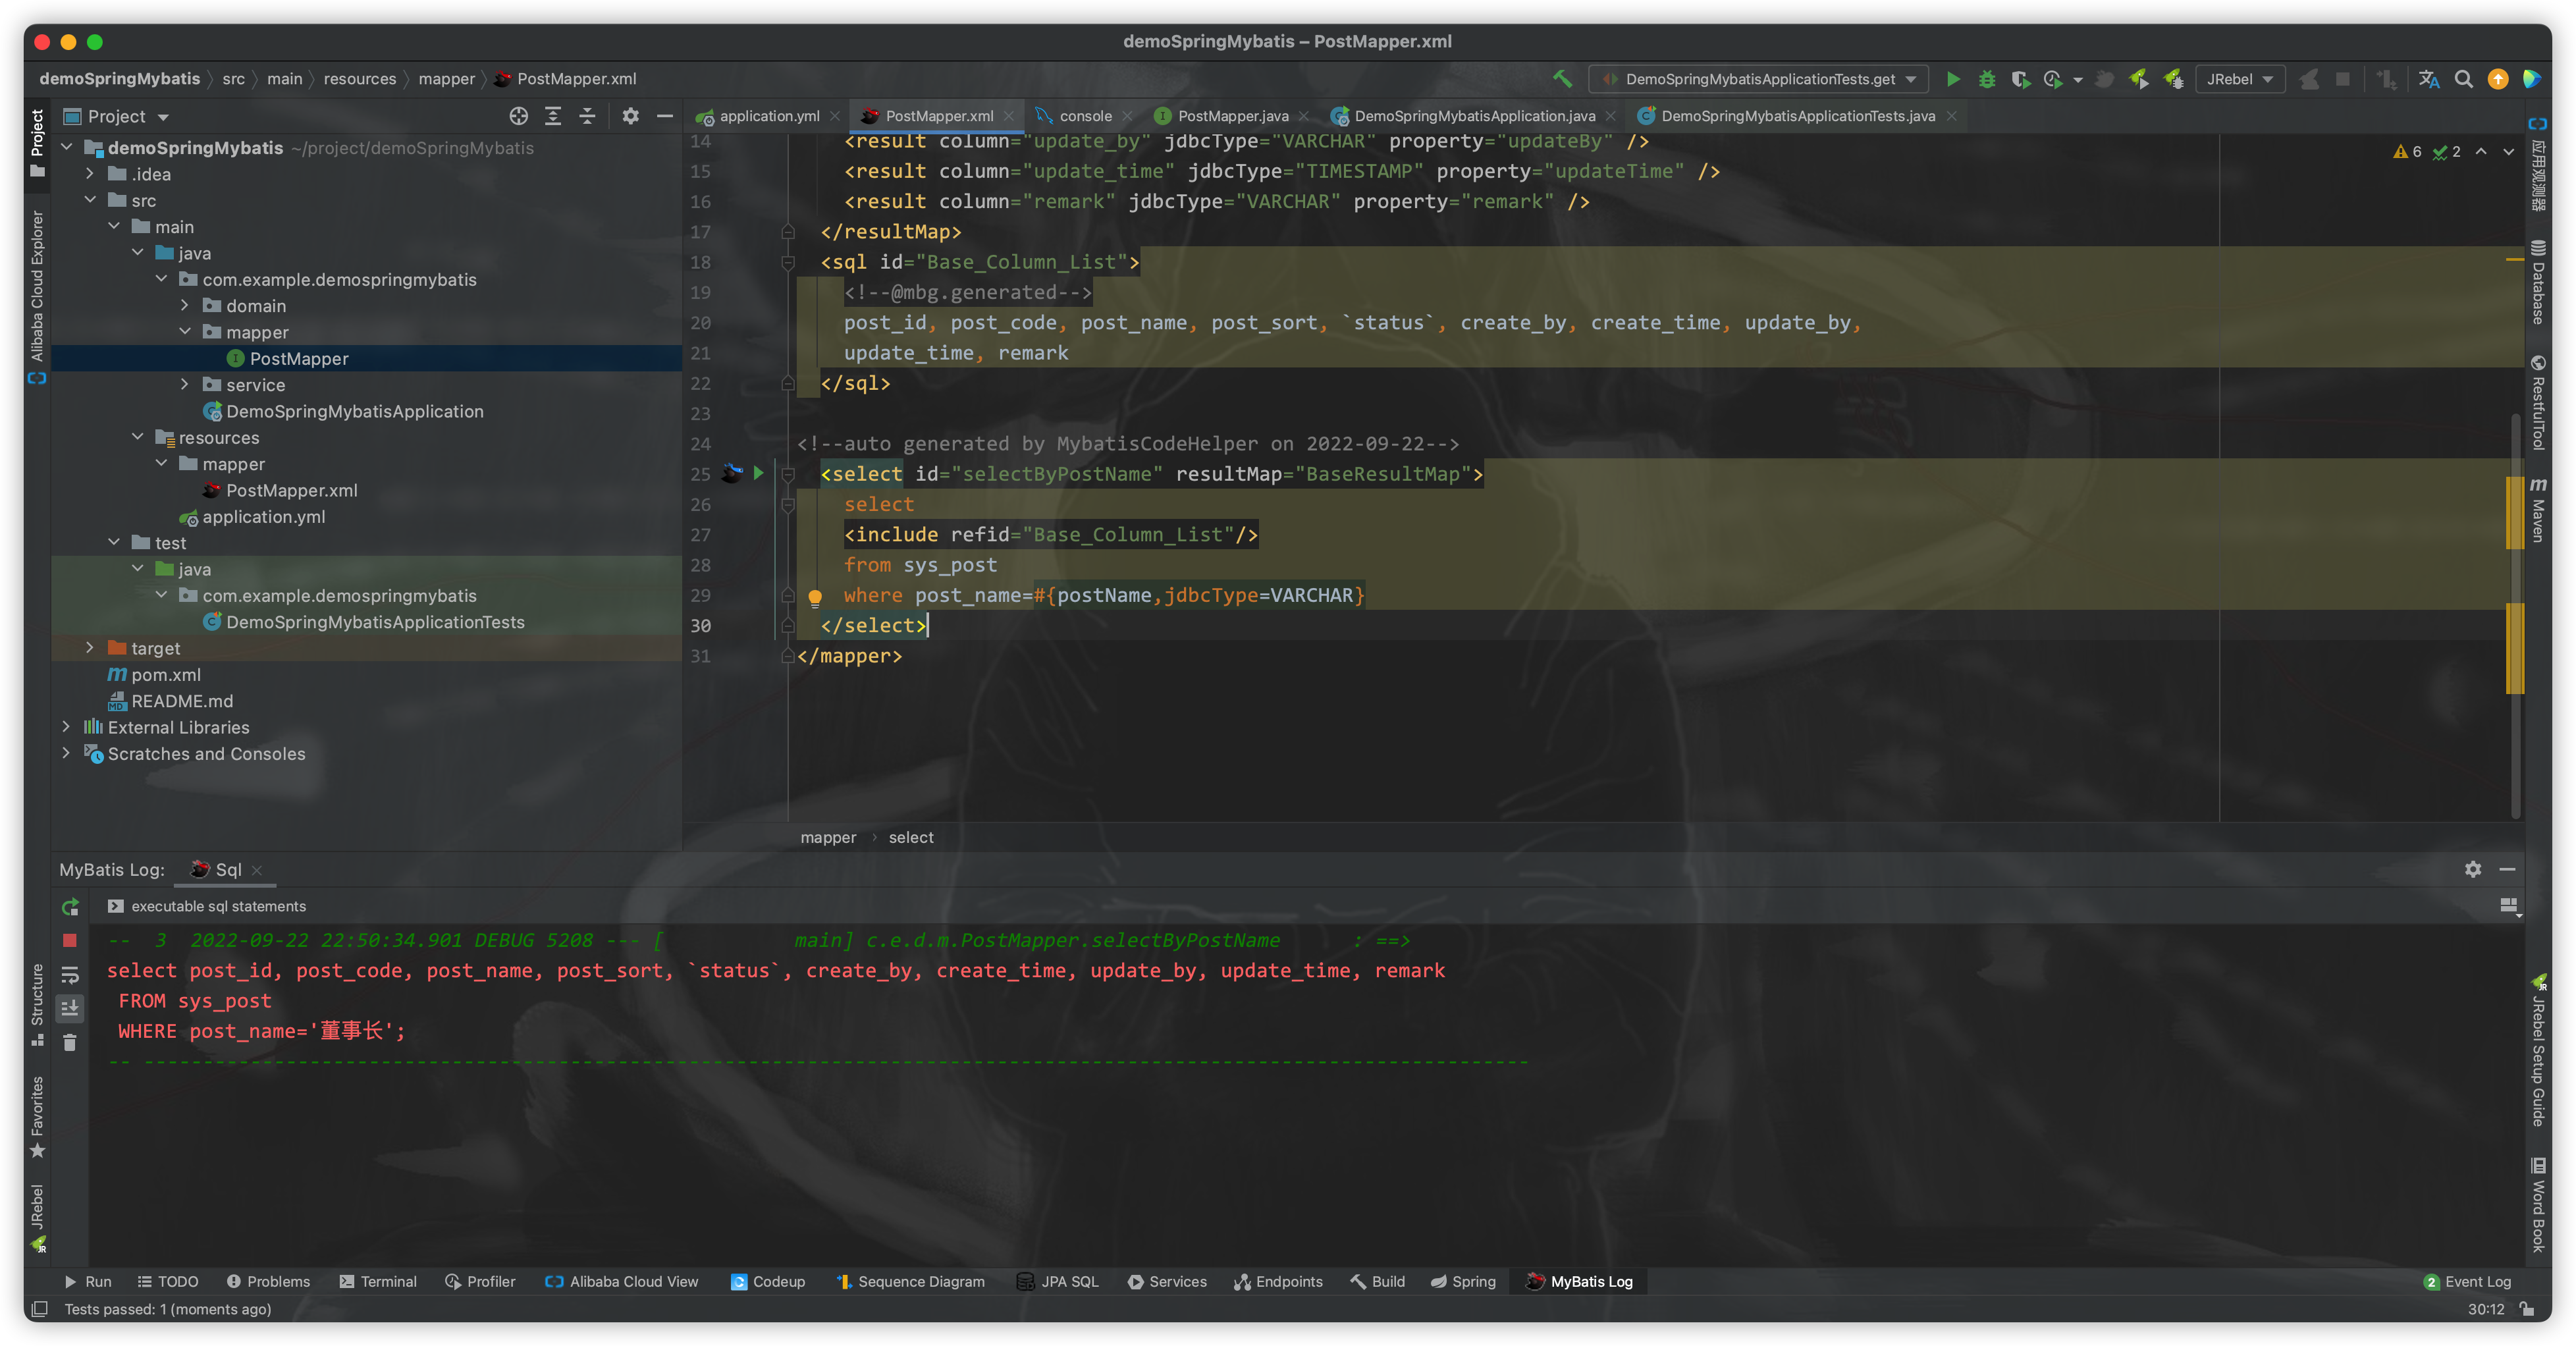 demoSpringMybatis – PostMapper.xml
demoSpringMybatis src main resources mapper PostMapper.xml
DemoSpringMybatisApplicationTests.get
JRebel
Project
application.yml
PostMapper.xml
console
PostMapper.java
DemoSpringMybatisApplication.java
DemoSpringMybatisApplicationTests.java
Project
Alibaba Cloud Explorer
Structure
Favorites
JRebel
demoSpringMybatis ~/project/demoSpringMybatis
.idea
src
main
java
com.example.demospringmybatis
domain
mapper
PostMapper
service
DemoSpringMybatisApplication
resources
mapper
PostMapper.xml
application.yml
test
java
com.example.demospringmybatis
DemoSpringMybatisApplicationTests
target
pom.xml
README.md
External Libraries
Scratches and Consoles
6 2
14 <result column="update_by" jdbcType="VARCHAR" property="updateBy" />
15 <result column="update_time" jdbcType="TIMESTAMP" property="updateTime" />
16 <result column="remark" jdbcType="VARCHAR" property="remark" />
17 </resultMap>
18 <sql id="Base_Column_List">
19 <!--@mbg.generated-->
20 post_id, post_code, post_name, post_sort, `status`, create_by, create_time, update_by,
21 update_time, remark
22 </sql>
23
24 <!--auto generated by MybatisCodeHelper on 2022-09-22-->
25 <select id="selectByPostName" resultMap="BaseResultMap">
26 select
27 <include refid="Base_Column_List"/>
28 from sys_post
29 where post_name=#{postName,jdbcType=VARCHAR}
30 </select>
31 </mapper>
mapper › select
应用观测器
Database
RestfulTool
Maven
JRebel Setup Guide
Word Book
MyBatis Log: Sql
executable sql statements
-- 3 2022-09-22 22:50:34.901 DEBUG 5208 --- [ main] c.e.d.m.PostMapper.selectByPostName : ==>
select post_id, post_code, post_name, post_sort, `status`, create_by, create_time, update_by, update_time, remark
FROM sys_post
WHERE post_name='董事长';
Run TODO Problems Terminal Profiler Alibaba Cloud View Codeup Sequence Diagram JPA SQL Services Endpoints Build Spring MyBatis Log 2 Event Log
Tests passed: 1 (moments ago)
30:12